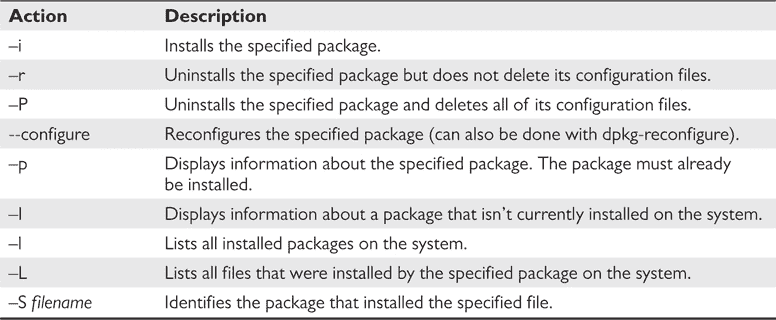 Action Description
–i Installs the specified package.
–r Uninstalls the specified package but does not delete its configuration files.
–P Uninstalls the specified package and deletes all of its configuration files.
--configure Reconfigures the specified package (can also be done with dpkg-reconfigure).
–p Displays information about the specified package. The package must already
be installed.
–I Displays information about a package that isn’t currently installed on the system.
–l Lists all installed packages on the system.
–L Lists all files that were installed by the specified package on the system.
–S filename Identifies the package that installed the specified file.